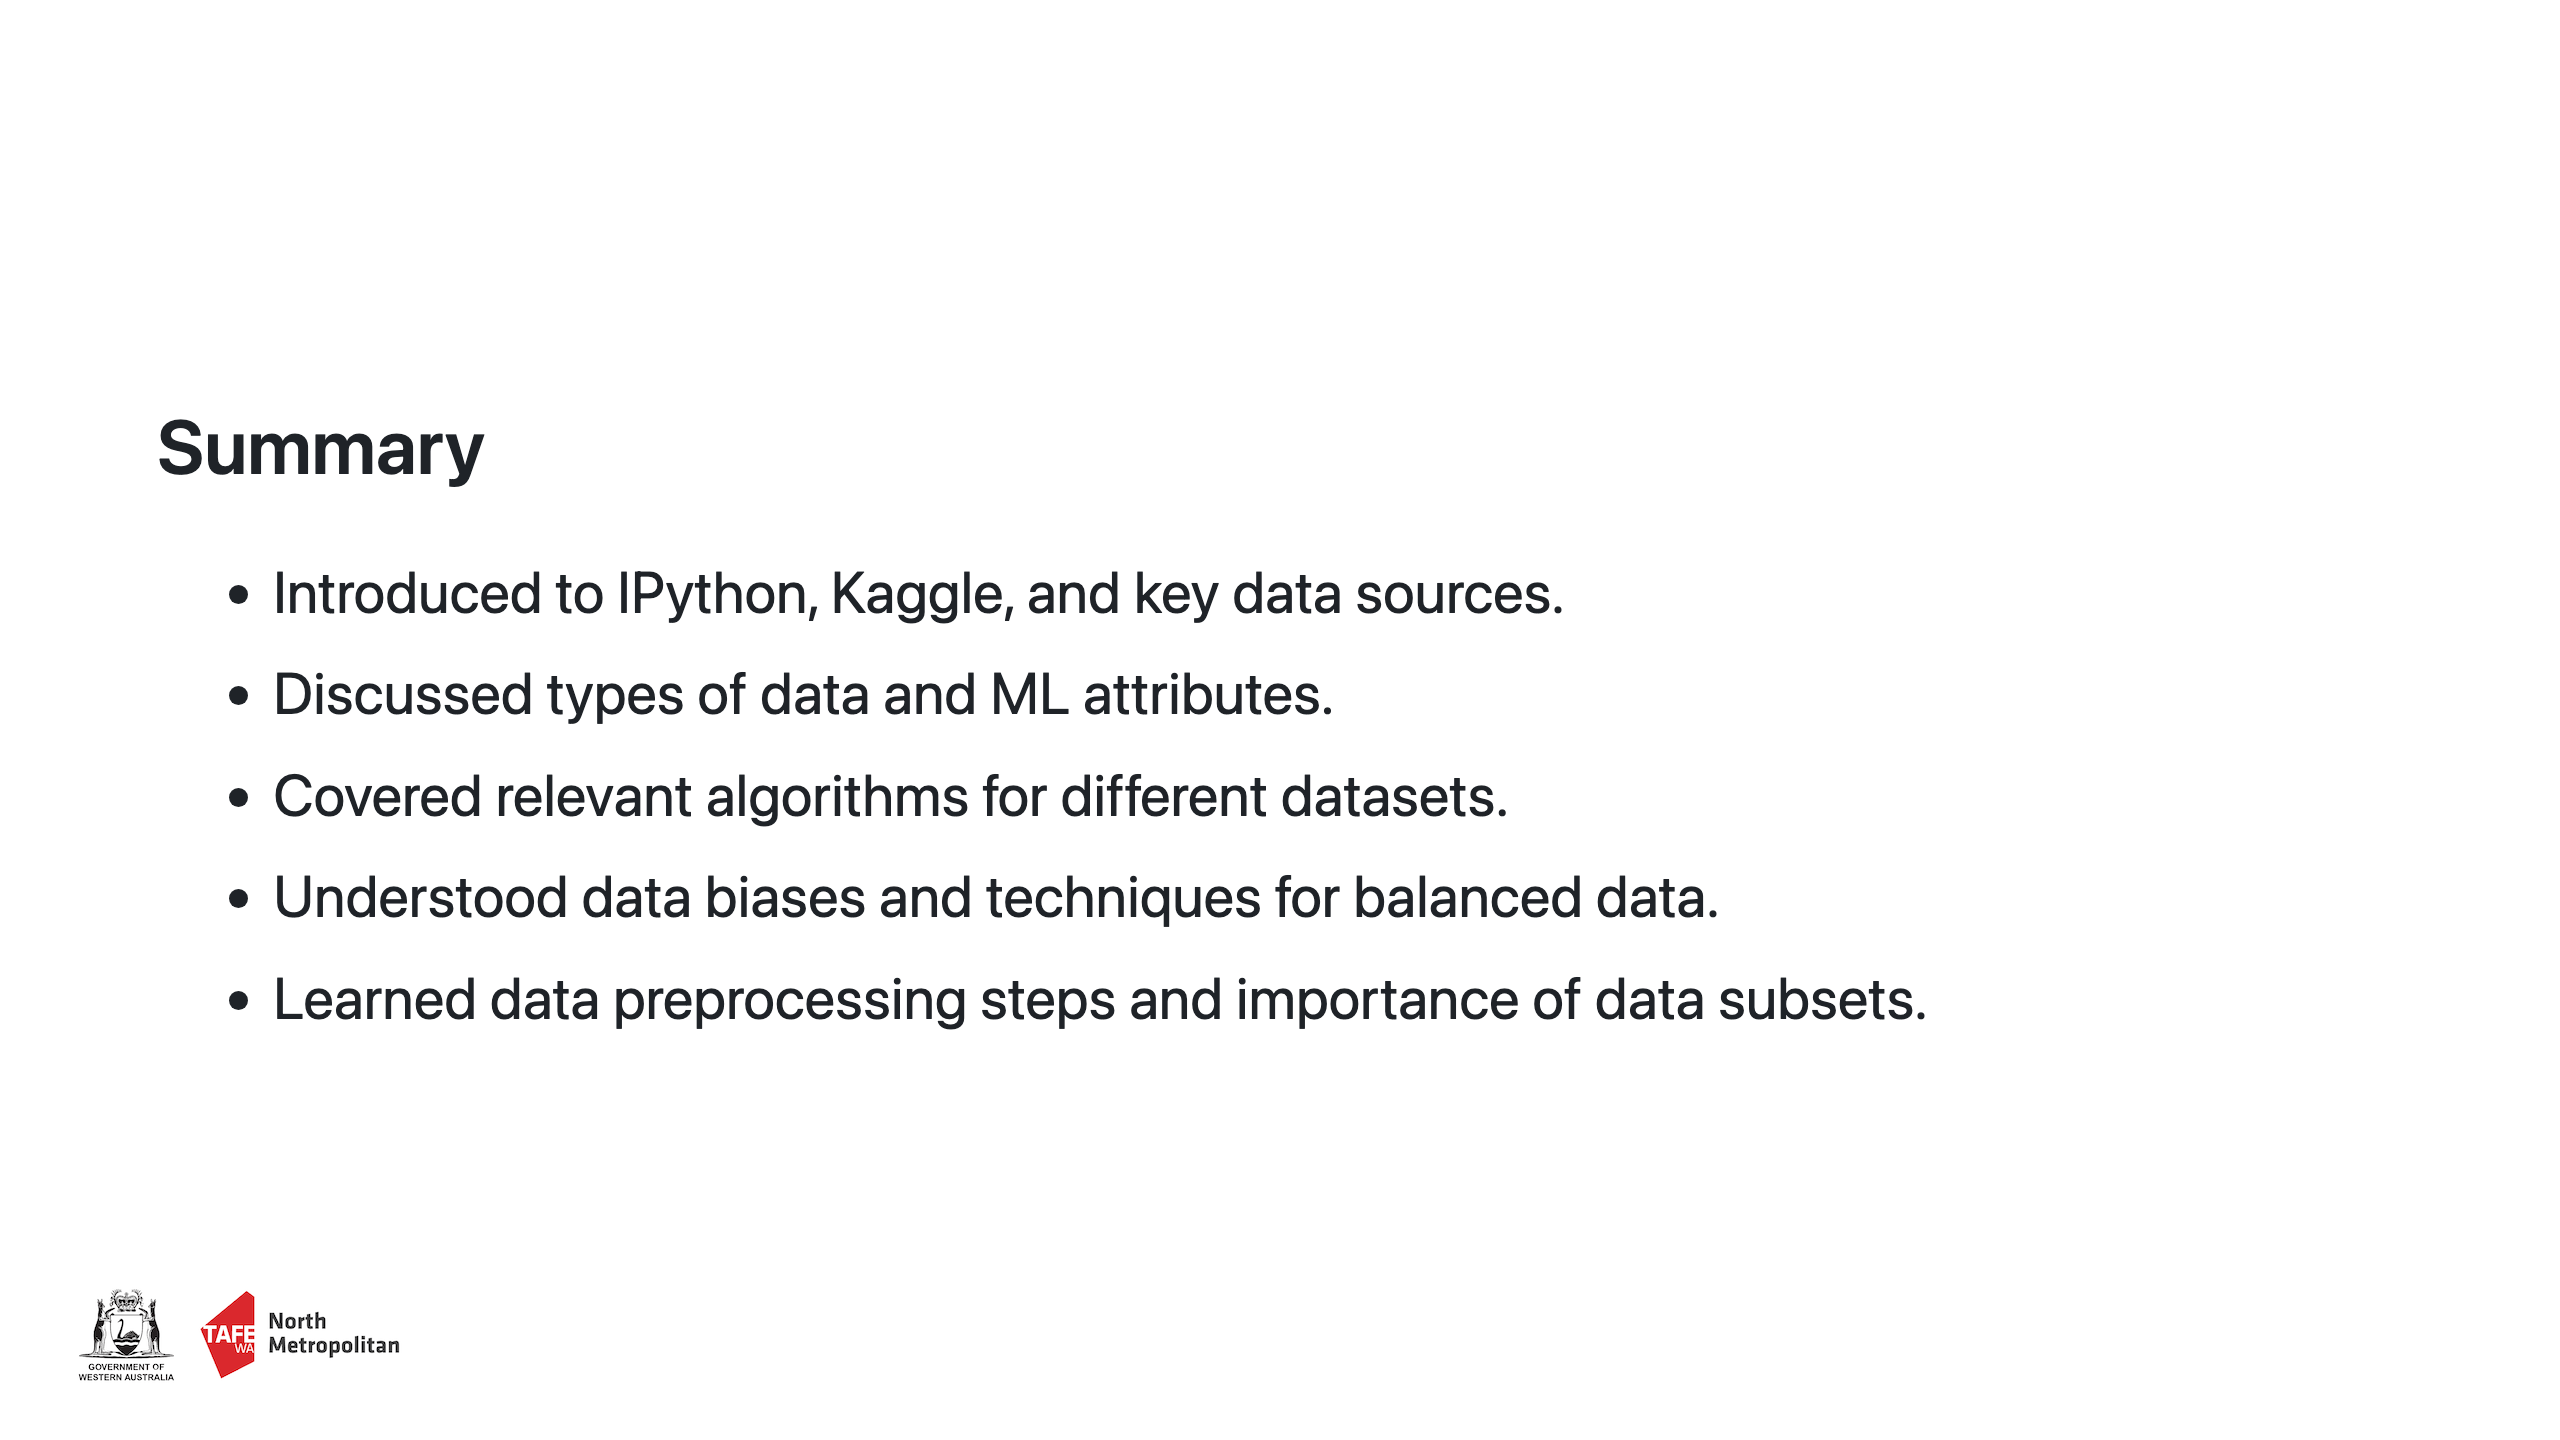 Summary
• Introduced to IPython, Kaggle, and key data sources.
• Discussed types of data and ML attributes.
• Covered relevant algorithms for different datasets.
• Understood data biases and techniques for balanced data.
• Learned data preprocessing steps and importance of data subsets.
GOVERNMENT OF
WESTERN AUSTRALIA
TAFE
WA
North
Metropolitan